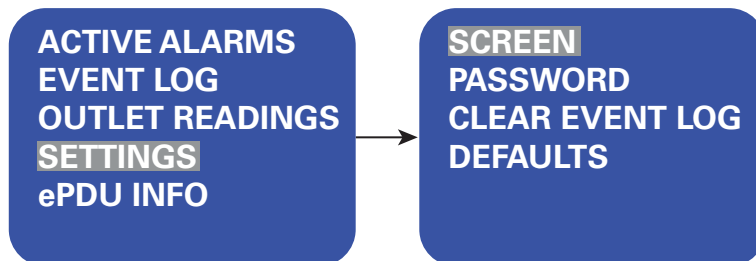 ACTIVE ALARMS
EVENT LOG
OUTLET READINGS
SETTINGS
ePDU INFO
SCREEN
PASSWORD
CLEAR EVENT LOG
DEFAULTS